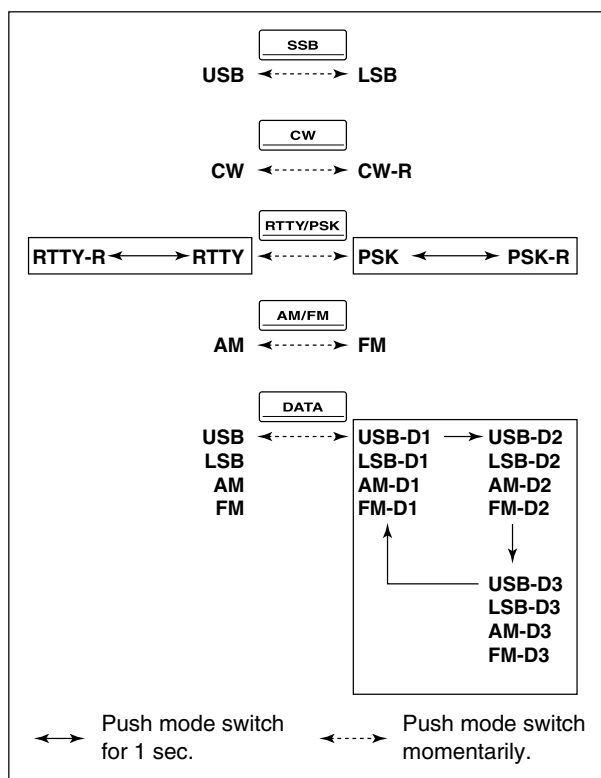 SSB
USB LSB
CW
CW CW-R
RTTY/PSK
RTTY-R RTTY PSK PSK-R
AM/FM
AM FM
DATA
USB USB-D1 USB-D2
LSB LSB-D1 LSB-D2
AM AM-D1 AM-D2
FM FM-D1 FM-D2
USB-D3
LSB-D3
AM-D3
FM-D3
Push mode switch
for 1 sec.
Push mode switch
momentarily.